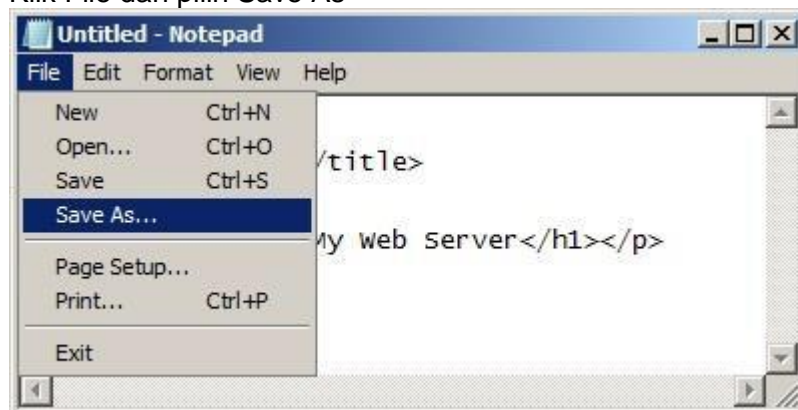 Klik File dan pilih Save As
Untitled - Notepad
File Edit Format View Help
New Ctrl+N
Open... Ctrl+O
/title>
Save Ctrl+S
Save As...
My Web Server</h1></p>
Page Setup...
Print... Ctrl+P
Exit